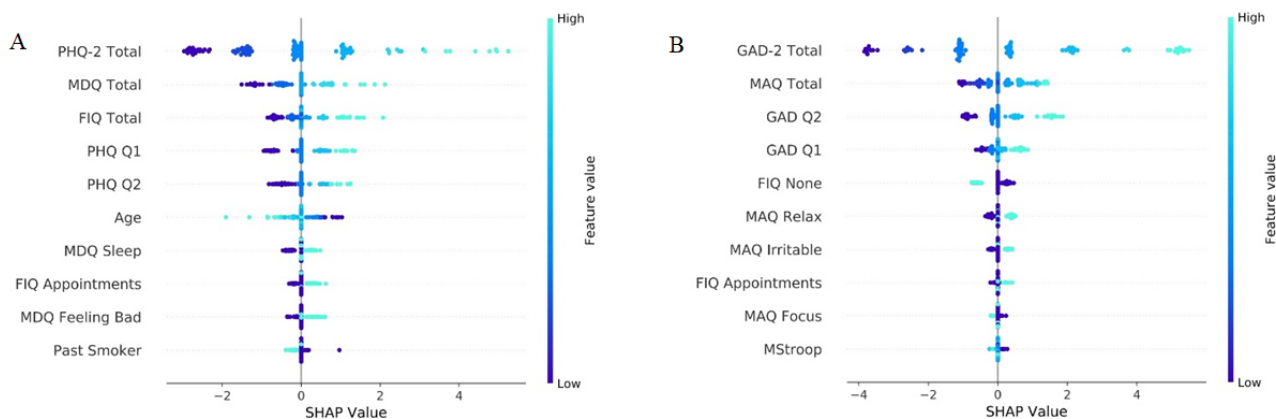 A
PHQ-2 Total
MDQ Total
FIQ Total
PHQ Q1
PHQ Q2
Age
MDQ Sleep
FIQ Appointments
MDQ Feeling Bad
Past Smoker
−2
0
2
4
SHAP Value
High
Feature value
Low
B
GAD-2 Total
MAQ Total
GAD Q2
GAD Q1
FIQ None
MAQ Relax
MAQ Irritable
FIQ Appointments
MAQ Focus
MStroop
−4
−2
0
2
4
SHAP Value
High
Feature value
Low